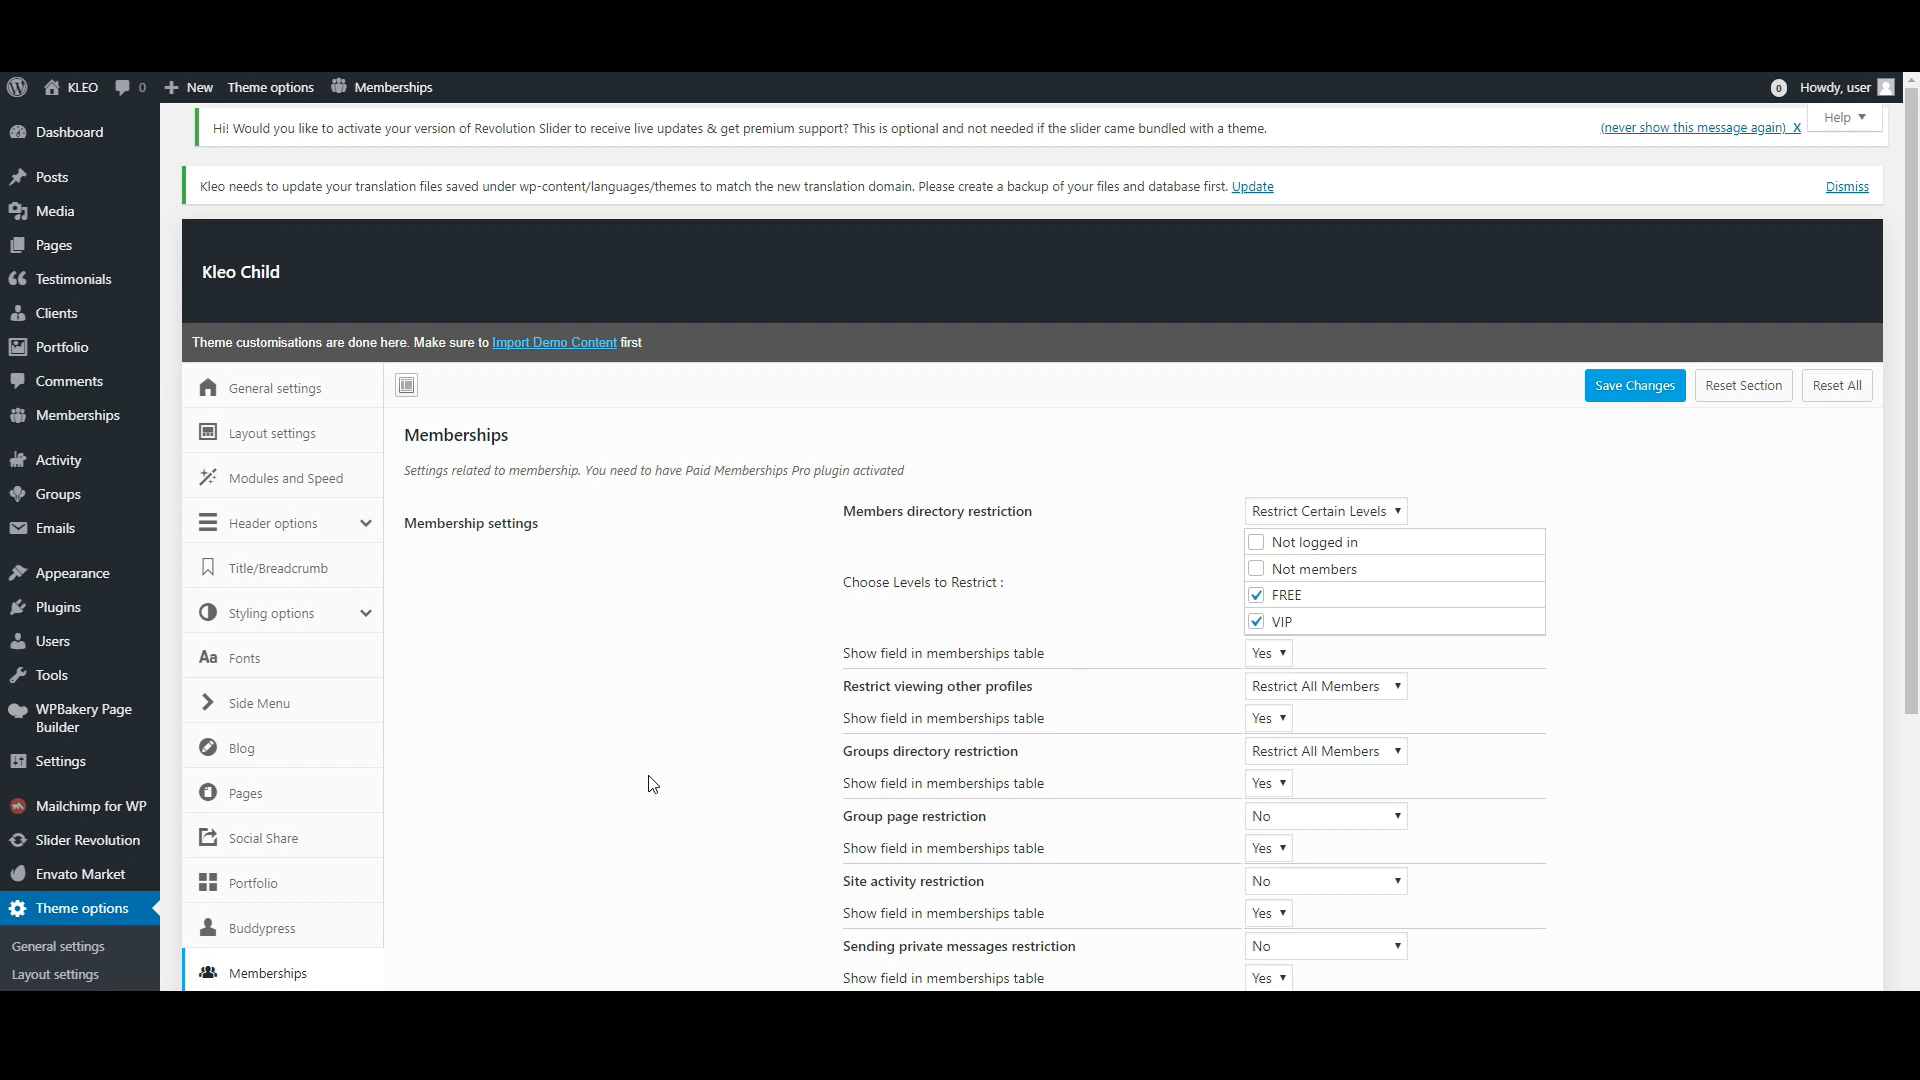 KLEO 0 New Theme options Memberships 0 Howdy, user
Help
Hi! Would you like to activate your version of Revolution Slider to receive live updates & get premium support? This is optional and not needed if the slider came bundled with a theme. (never show this message again) X
Kleo needs to update your translation files saved under wp-content/languages/themes to match the new translation domain. Please create a backup of your files and database first. Update Dismiss
Dashboard
Posts
Media
Pages
Testimonials
Clients
Portfolio
Comments
Memberships
Activity
Groups
Emails
Appearance
Plugins
Users
Tools
WPBakery Page
Builder
Settings
Mailchimp for WP
Slider Revolution
Envato Market
Theme options
General settings
Layout settings
Kleo Child
Theme customisations are done here. Make sure to Import Demo Content first
General settings
Layout settings
Modules and Speed
Header options
Title/Breadcrumb
Styling options
Aa Fonts
Side Menu
Blog
Pages
Social Share
Portfolio
Buddypress
Memberships
Save Changes Reset Section Reset All
Memberships
Settings related to membership. You need to have Paid Memberships Pro plugin activated
Membership settings
Members directory restriction Restrict Certain Levels
Choose Levels to Restrict :
Not logged in
Not members
FREE
VIP
Show field in memberships table Yes
Restrict viewing other profiles Restrict All Members
Show field in memberships table Yes
Groups directory restriction Restrict All Members
Show field in memberships table Yes
Group page restriction No
Show field in memberships table Yes
Site activity restriction No
Show field in memberships table Yes
Sending private messages restriction No
Show field in memberships table Yes